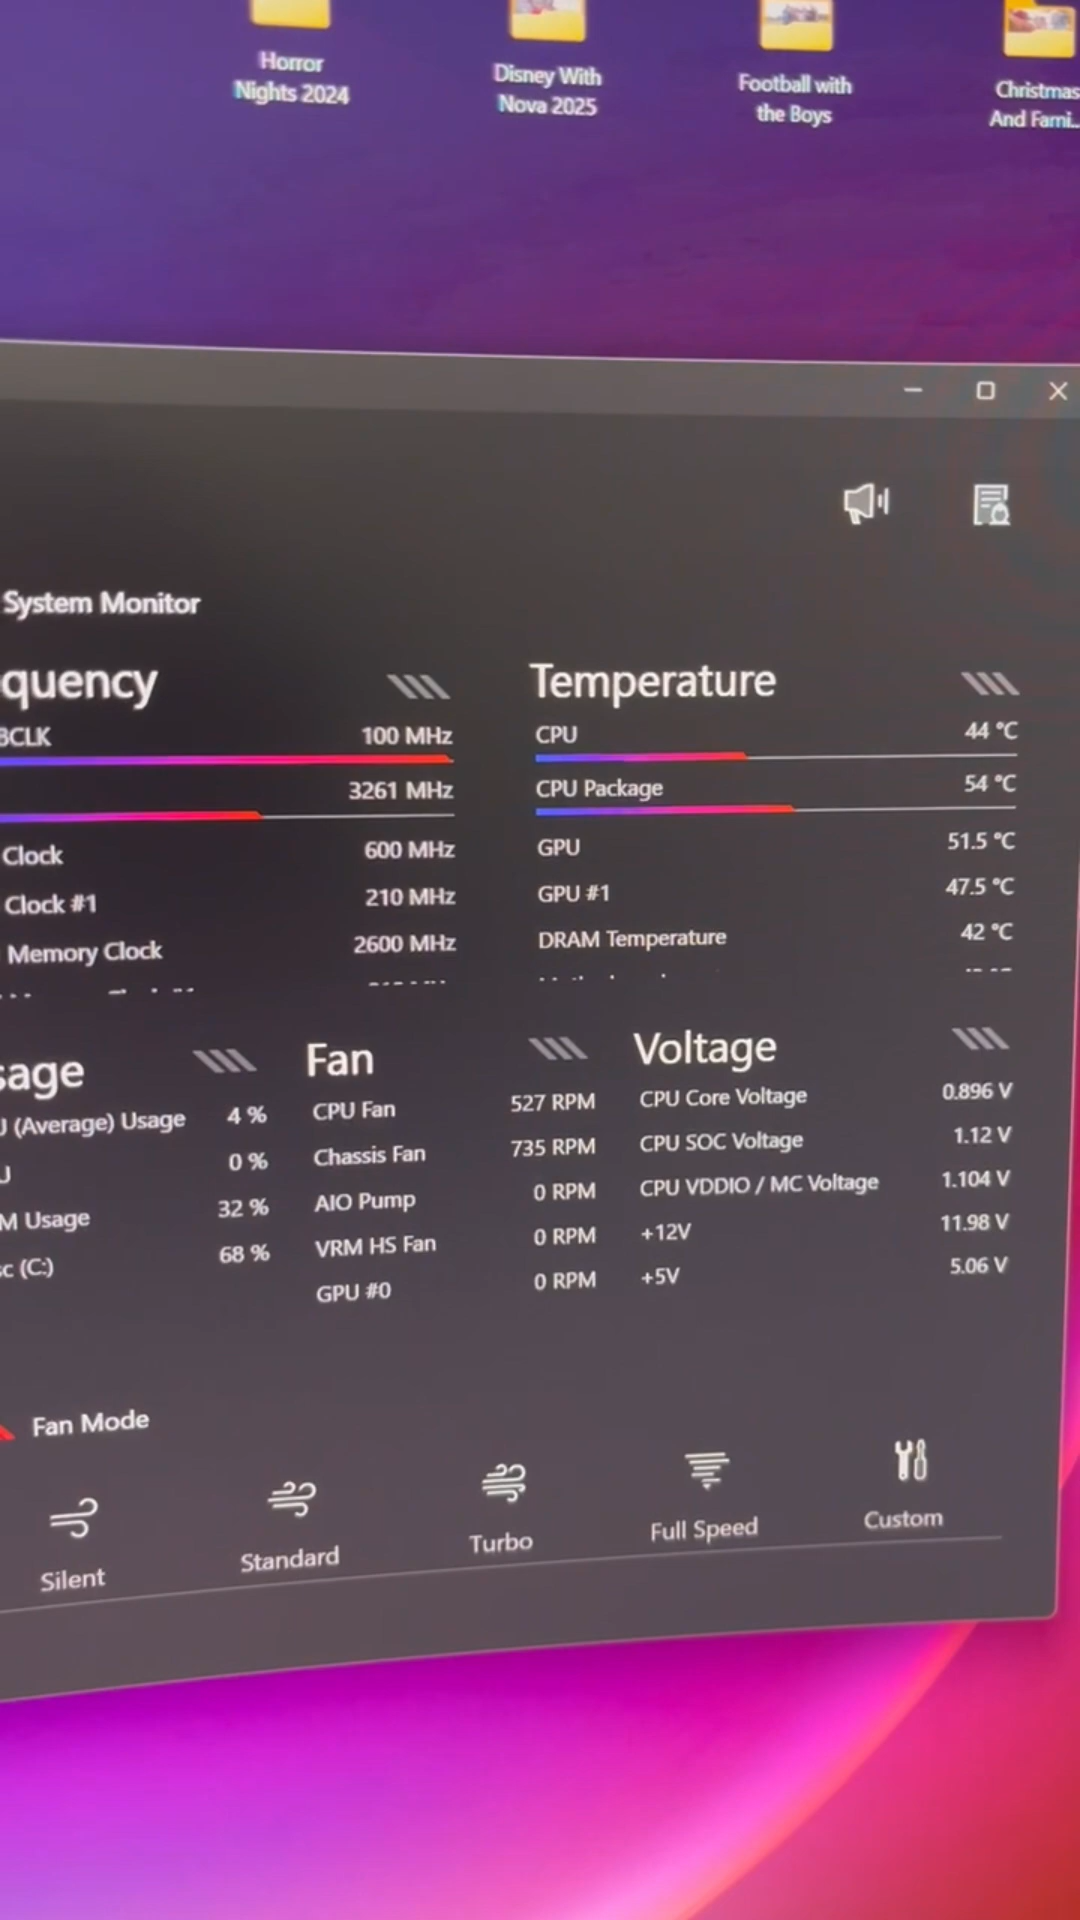 Horror
Nights 2024
Disney With
Nova 2025
Football with
the Boys
Christmas
And Fami...
System Monitor
quency
BCLK 100 MHz
3261 MHz
Clock 600 MHz
Clock #1 210 MHz
Memory Clock 2600 MHz
Temperature
CPU 44 °C
CPU Package 54 °C
GPU 51.5 °C
GPU #1 47.5 °C
DRAM Temperature 42 °C
sage
U (Average) Usage 4 %
U 0 %
M Usage 32 %
sc (C:) 68 %
Fan
CPU Fan 527 RPM
Chassis Fan 735 RPM
AIO Pump 0 RPM
VRM HS Fan 0 RPM
GPU #0 0 RPM
Voltage
CPU Core Voltage 0.896 V
CPU SOC Voltage 1.12 V
CPU VDDIO / MC Voltage 1.104 V
+12V 11.98 V
+5V 5.06 V
Fan Mode
Silent
Standard
Turbo
Full Speed
Custom